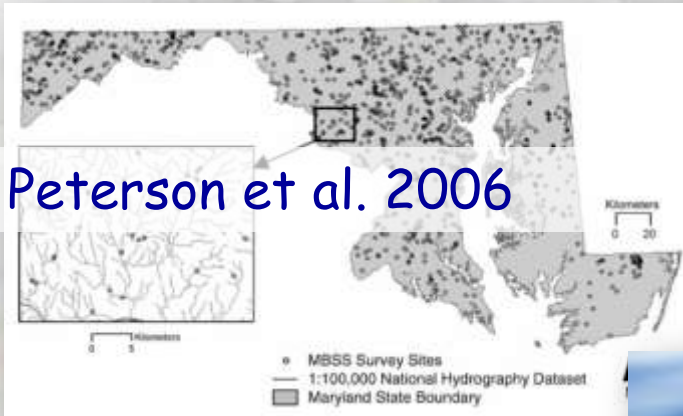 Peterson et al. 2006
Kilometers
0 20
Kilometers
0 5
MBSS Survey Sites
1:100,000 National Hydrography Dataset
Maryland State Boundary